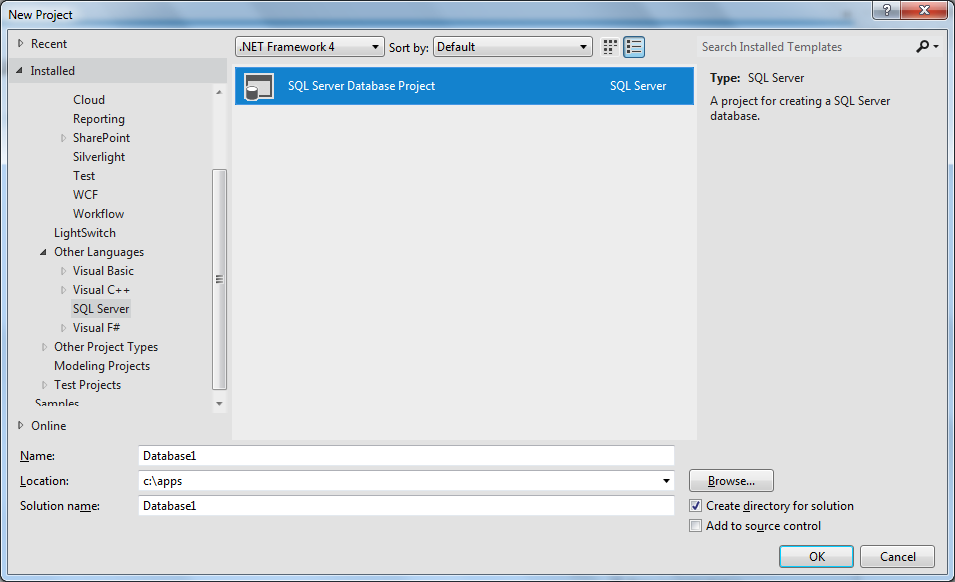 New Project
Recent
Installed
Cloud
Reporting
SharePoint
Silverlight
Test
WCF
Workflow
LightSwitch
Other Languages
Visual Basic
Visual C++
SQL Server
Visual F#
Other Project Types
Modeling Projects
Test Projects
Samples
Online
.NET Framework 4
Sort by:
Default
SQL Server Database Project
SQL Server
Search Installed Templates
Type: SQL Server
A project for creating a SQL Server
database.
Name:
Database1
Location:
c:\apps
Browse...
Solution name:
Database1
Create directory for solution
Add to source control
OK
Cancel